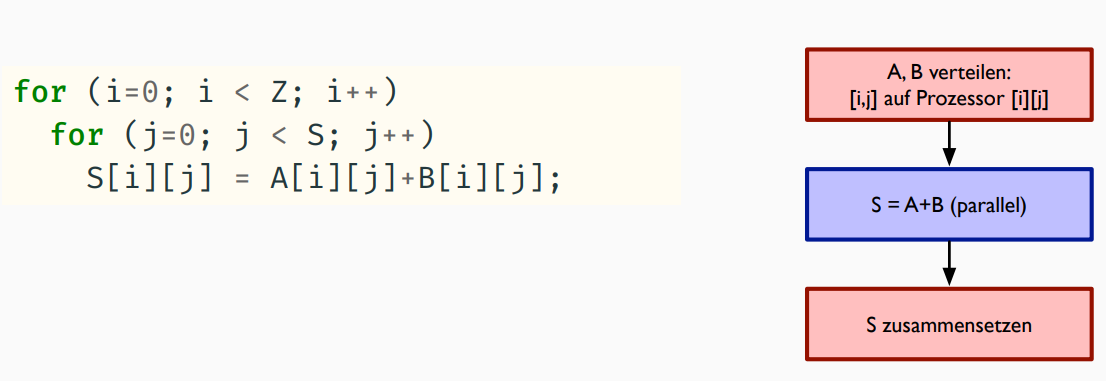 for (i=0; i < Z; i++)
for (j=0; j < S; j++)
S[i][j] = A[i][j]+B[i][j];
A, B verteilen:
[i,j] auf Prozessor [i][j]
S = A+B (parallel)
S zusammensetzen